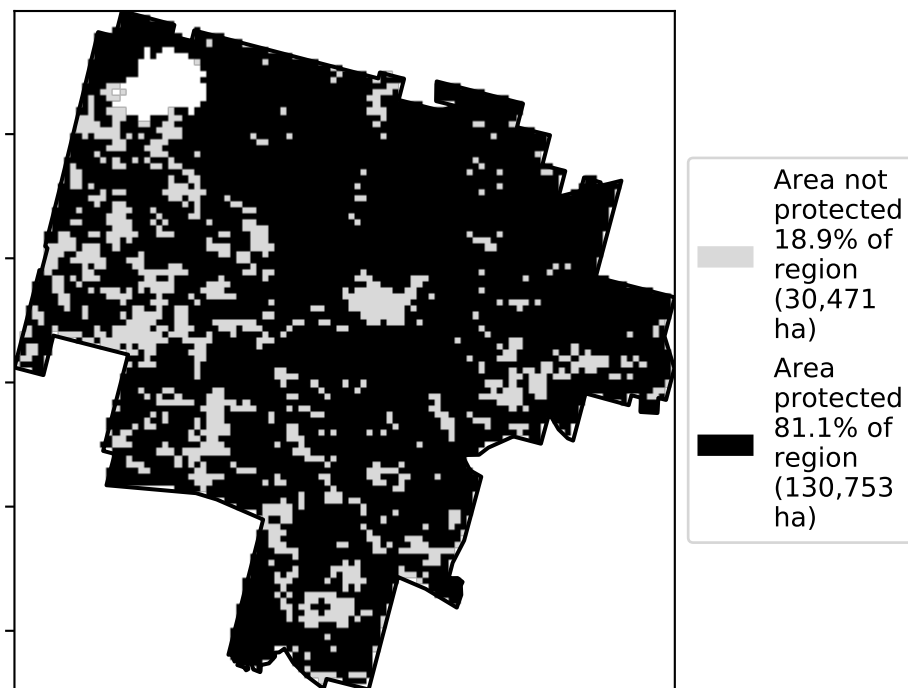 Area not
protected
18.9% of
region
(30,471
ha)
Area
protected
81.1% of
region
(130,753
ha)